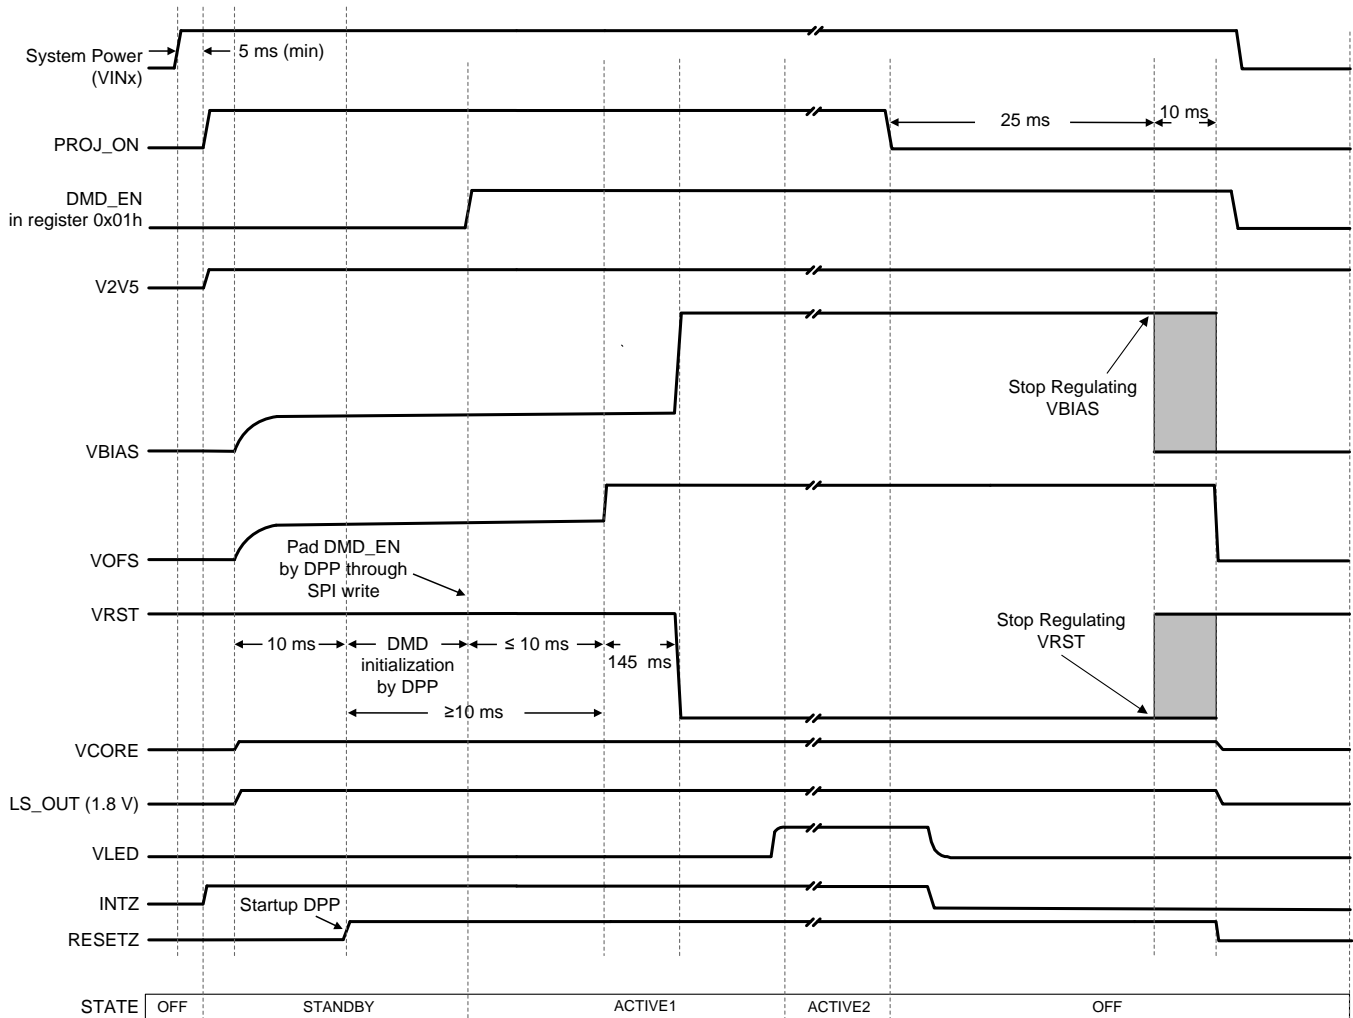 System Power
(VINx)
5 ms (min)
PROJ_ON
25 ms
10 ms
DMD_EN
in register 0x01h
V2V5
Stop Regulating
VBIAS
VBIAS
VOFS
Pad DMD_EN
by DPP through
SPI write
VRST
Stop Regulating
VRST
10 ms
DMD
initialization
by DPP
≤ 10 ms
145 ms
≥10 ms
VCORE
LS_OUT (1.8 V)
VLED
INTZ
Startup DPP
RESETZ
STATE
OFF
STANDBY
ACTIVE1
ACTIVE2
OFF